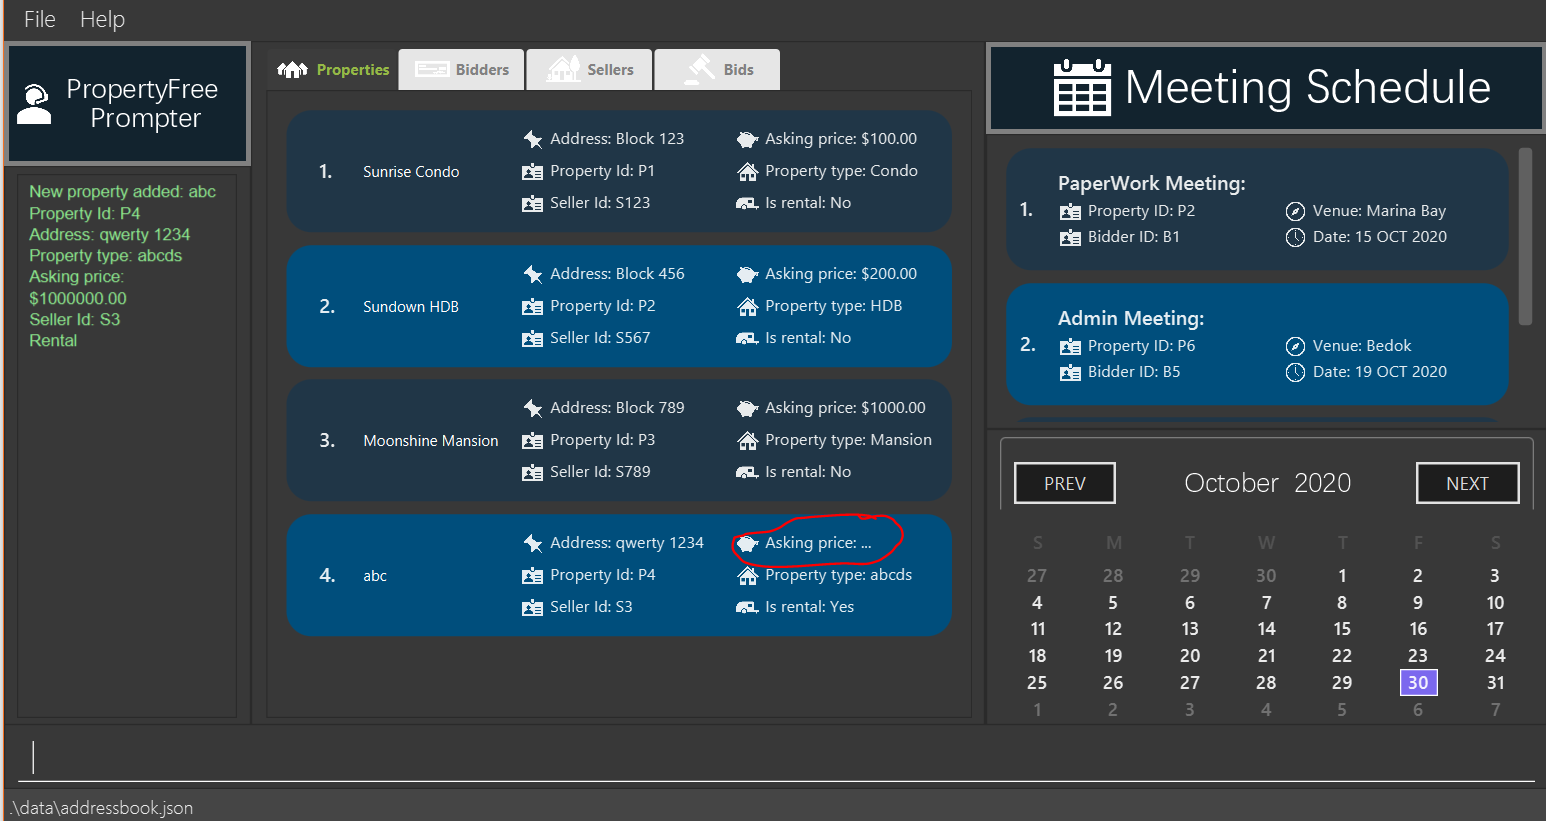 File Help
PropertyFree
Prompter
New property added: abc
Property Id: P4
Address: qwerty 1234
Property type: abcds
Asking price:
$1000000.00
Seller Id: S3
Rental
Properties Bidders Sellers Bids
1. Sunrise Condo
Address: Block 123 Asking price: $100.00
Property Id: P1 Property type: Condo
Seller Id: S123 Is rental: No
2. Sundown HDB
Address: Block 456 Asking price: $200.00
Property Id: P2 Property type: HDB
Seller Id: S567 Is rental: No
3. Moonshine Mansion
Address: Block 789 Asking price: $1000.00
Property Id: P3 Property type: Mansion
Seller Id: S789 Is rental: No
4. abc
Address: qwerty 1234 Asking price: ...
Property Id: P4 Property type: abcds
Seller Id: S3 Is rental: Yes
Meeting Schedule
1. PaperWork Meeting:
Property ID: P2 Venue: Marina Bay
Bidder ID: B1 Date: 15 OCT 2020
2. Admin Meeting:
Property ID: P6 Venue: Bedok
Bidder ID: B5 Date: 19 OCT 2020
PREV October 2020 NEXT
S M T W T F S
27 28 29 30 1 2 3
4 5 6 7 8 9 10
11 12 13 14 15 16 17
18 19 20 21 22 23 24
25 26 27 28 29 30 31
1 2 3 4 5 6 7
.\data\addressbook.json